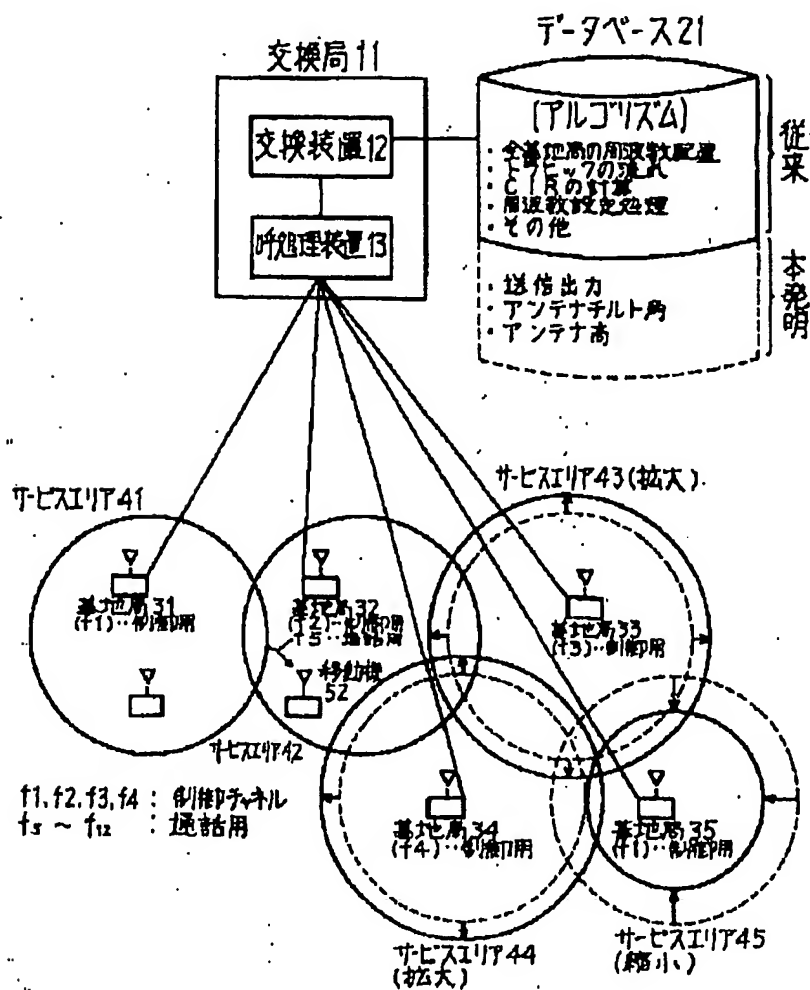 データベース21
交換局11
(アルゴリズム)
・全基地局の周波数配置
・トラヒックの流れ
・CIRの計算
・周波数設定処理
・その他
従来
交換装置12
呼処理装置13
・送信出力
・アンテナチルト角
・アンテナ高
本発明
サービスエリア41
サービスエリア43(拡大)
基地局31
(f1)‥制御用
基地局32
(f2)‥制御用
f5‥通話用
移動機
52
基地局33
(f3)‥制御用
サービスエリア42
f1,f2,f3,f4:制御チャネル
f5~f12:通話用
基地局34
(f4)‥制御用
基地局35
(f1)‥制御用
サービスエリア44
(拡大)
サービスエリア45
(縮小)